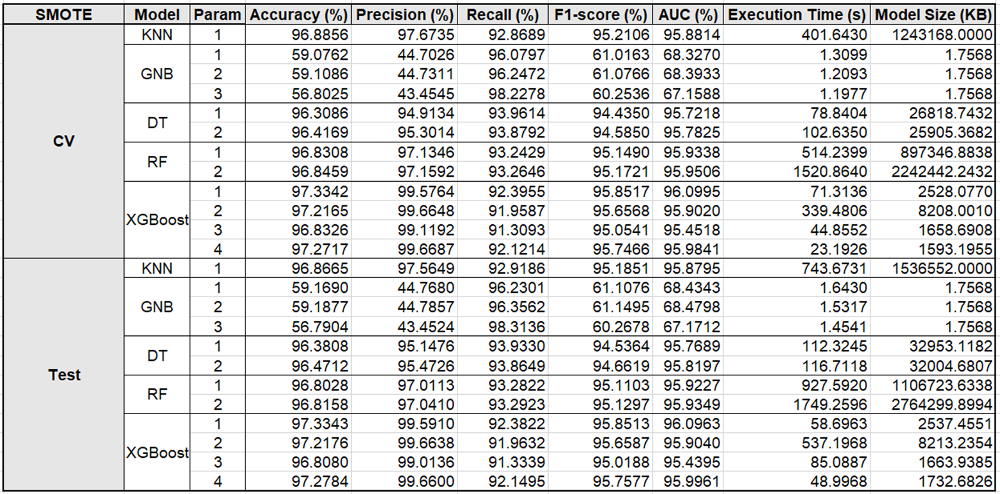 SMOTE Model Param Accuracy (%) Precision (%) Recall (%) F1-score (%) AUC (%) Execution Time (s) Model Size (KB)
CV
KNN 1 96.8856 97.6735 92.8689 95.2106 95.8814 401.6430 1243168.0000
GNB
1 59.0762 44.7026 96.0797 61.0163 68.3270 1.3099 1.7568
2 59.1086 44.7311 96.2472 61.0766 68.3933 1.2093 1.7568
3 56.8025 43.4545 98.2278 60.2536 67.1588 1.1977 1.7568
DT
1 96.3086 94.9134 93.9614 94.4350 95.7218 78.8404 26818.7432
2 96.4169 95.3014 93.8792 94.5850 95.7825 102.6350 25905.3682
RF
1 96.8308 97.1346 93.2429 95.1490 95.9338 514.2399 897346.8838
2 96.8459 97.1592 93.2646 95.1721 95.9506 1520.8640 2242442.2432
XGBoost
1 97.3342 99.5764 92.3955 95.8517 96.0995 71.3136 2528.0770
2 97.2165 99.6648 91.9587 95.6568 95.9020 339.4806 8208.0010
3 96.8326 99.1192 91.3093 95.0541 95.4518 44.8552 1658.6908
4 97.2717 99.6687 92.1214 95.7466 95.9841 23.1926 1593.1955
Test
KNN 1 96.8665 97.5649 92.9186 95.1851 95.8795 743.6731 1536552.0000
GNB
1 59.1690 44.7680 96.2301 61.1076 68.4343 1.6430 1.7568
2 59.1877 44.7857 96.3562 61.1495 68.4798 1.5317 1.7568
3 56.7904 43.4524 98.3136 60.2678 67.1712 1.4541 1.7568
DT
1 96.3808 95.1476 93.9330 94.5364 95.7689 112.3245 32953.1182
2 96.4712 95.4726 93.8649 94.6619 95.8197 116.7118 32004.6807
RF
1 96.8028 97.0113 93.2822 95.1103 95.9227 927.5920 1106723.6338
2 96.8158 97.0410 93.2923 95.1297 95.9349 1749.2596 2764299.8994
XGBoost
1 97.3343 99.5910 92.3822 95.8513 96.0963 58.6963 2537.4551
2 97.2176 99.6638 91.9632 95.6587 95.9040 537.1968 8213.2354
3 96.8080 99.0136 91.3339 95.0188 95.4395 85.0887 1663.9385
4 97.2784 99.6600 92.1495 95.7577 95.9961 48.9968 1732.6826